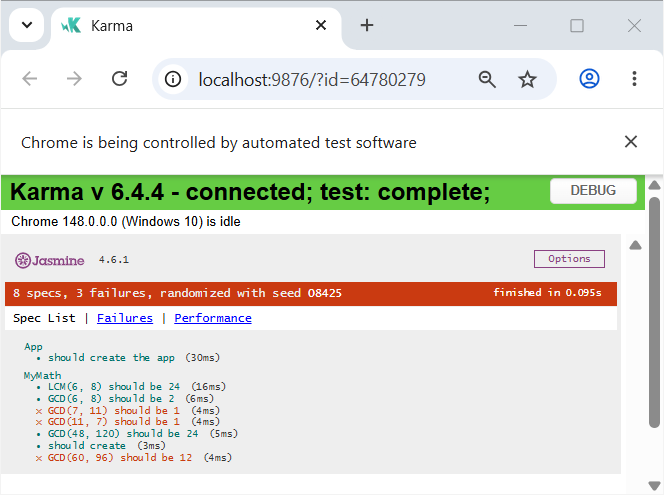 Karma
localhost:9876/?id=64780279
Chrome is being controlled by automated test software
Karma v 6.4.4 - connected; test: complete;
DEBUG
Chrome 148.0.0.0 (Windows 10) is idle
Jasmine 4.6.1
Options
8 specs, 3 failures, randomized with seed 08425
finished in 0.095s
Spec List | Failures | Performance
App
• should create the app (30ms)
MyMath
• LCM(6, 8) should be 24 (16ms)
• GCD(6, 8) should be 2 (6ms)
× GCD(7, 11) should be 1 (4ms)
× GCD(11, 7) should be 1 (4ms)
• GCD(48, 120) should be 24 (5ms)
• should create (3ms)
× GCD(60, 96) should be 12 (4ms)